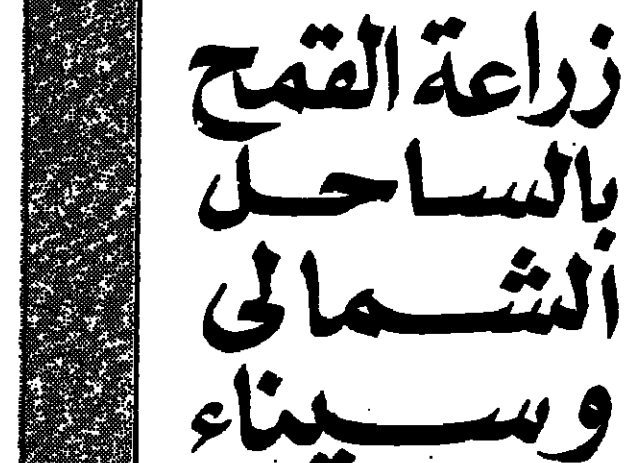 زراعة القمح
بالساحل
الشمالى
وسيناء